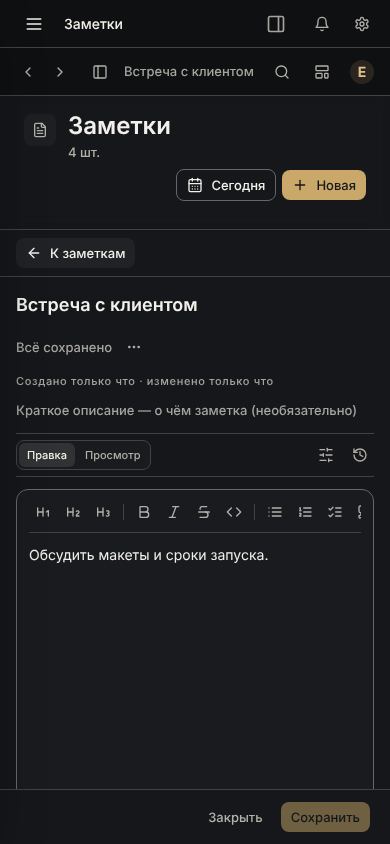 Заметки
Встреча с клиентом
E
Заметки
4 шт.
Сегодня
Новая
К заметкам
Встреча с клиентом
Всё сохранено
Создано только что · изменено только что
Краткое описание — о чём заметка (необязательно)
Правка Просмотр
H1 H2 H3 B I S
Обсудить макеты и сроки запуска.
Закрыть Сохранить